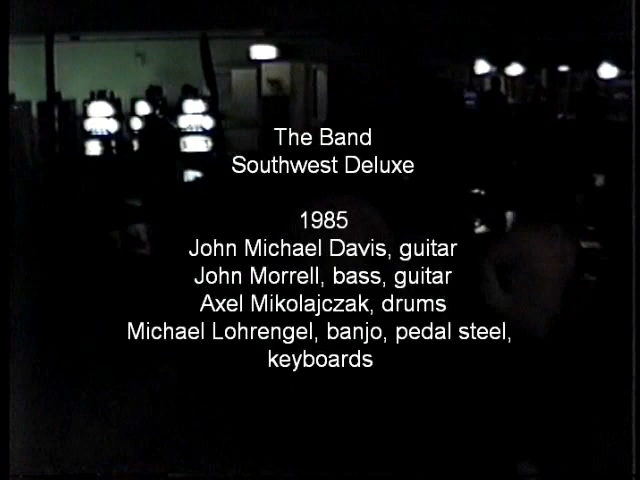 The Band
Southwest Deluxe
1985
John Michael Davis, guitar
John Morrell, bass, guitar
Axel Mikolajczak, drums
Michael Lohrengel, banjo, pedal steel,
keyboards